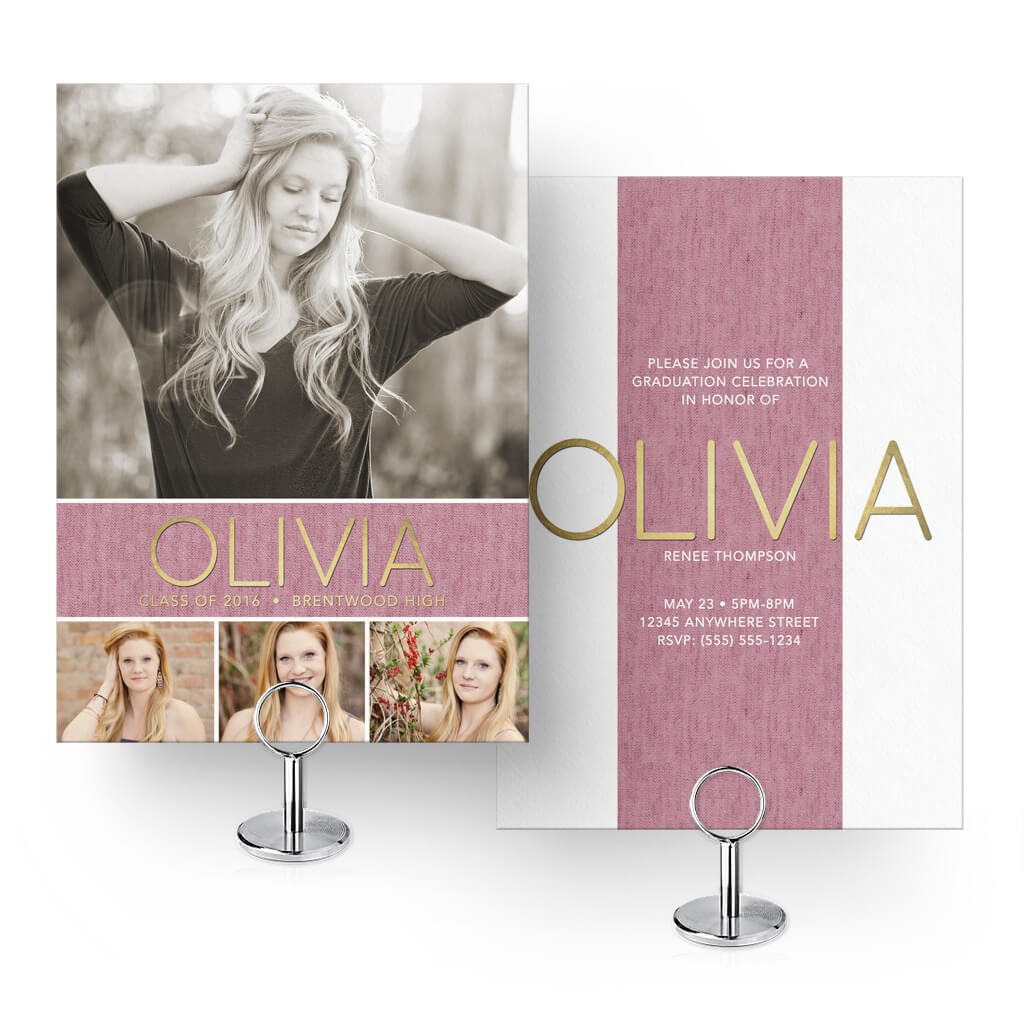 OLIVIA
CLASS OF 2016 • BRENTWOOD HIGH
PLEASE JOIN US FOR A
GRADUATION CELEBRATION
IN HONOR OF
OLIVIA
RENEE THOMPSON
MAY 23 • 5PM-8PM
12345 ANYWHERE STREET
RSVP: (555) 555-1234